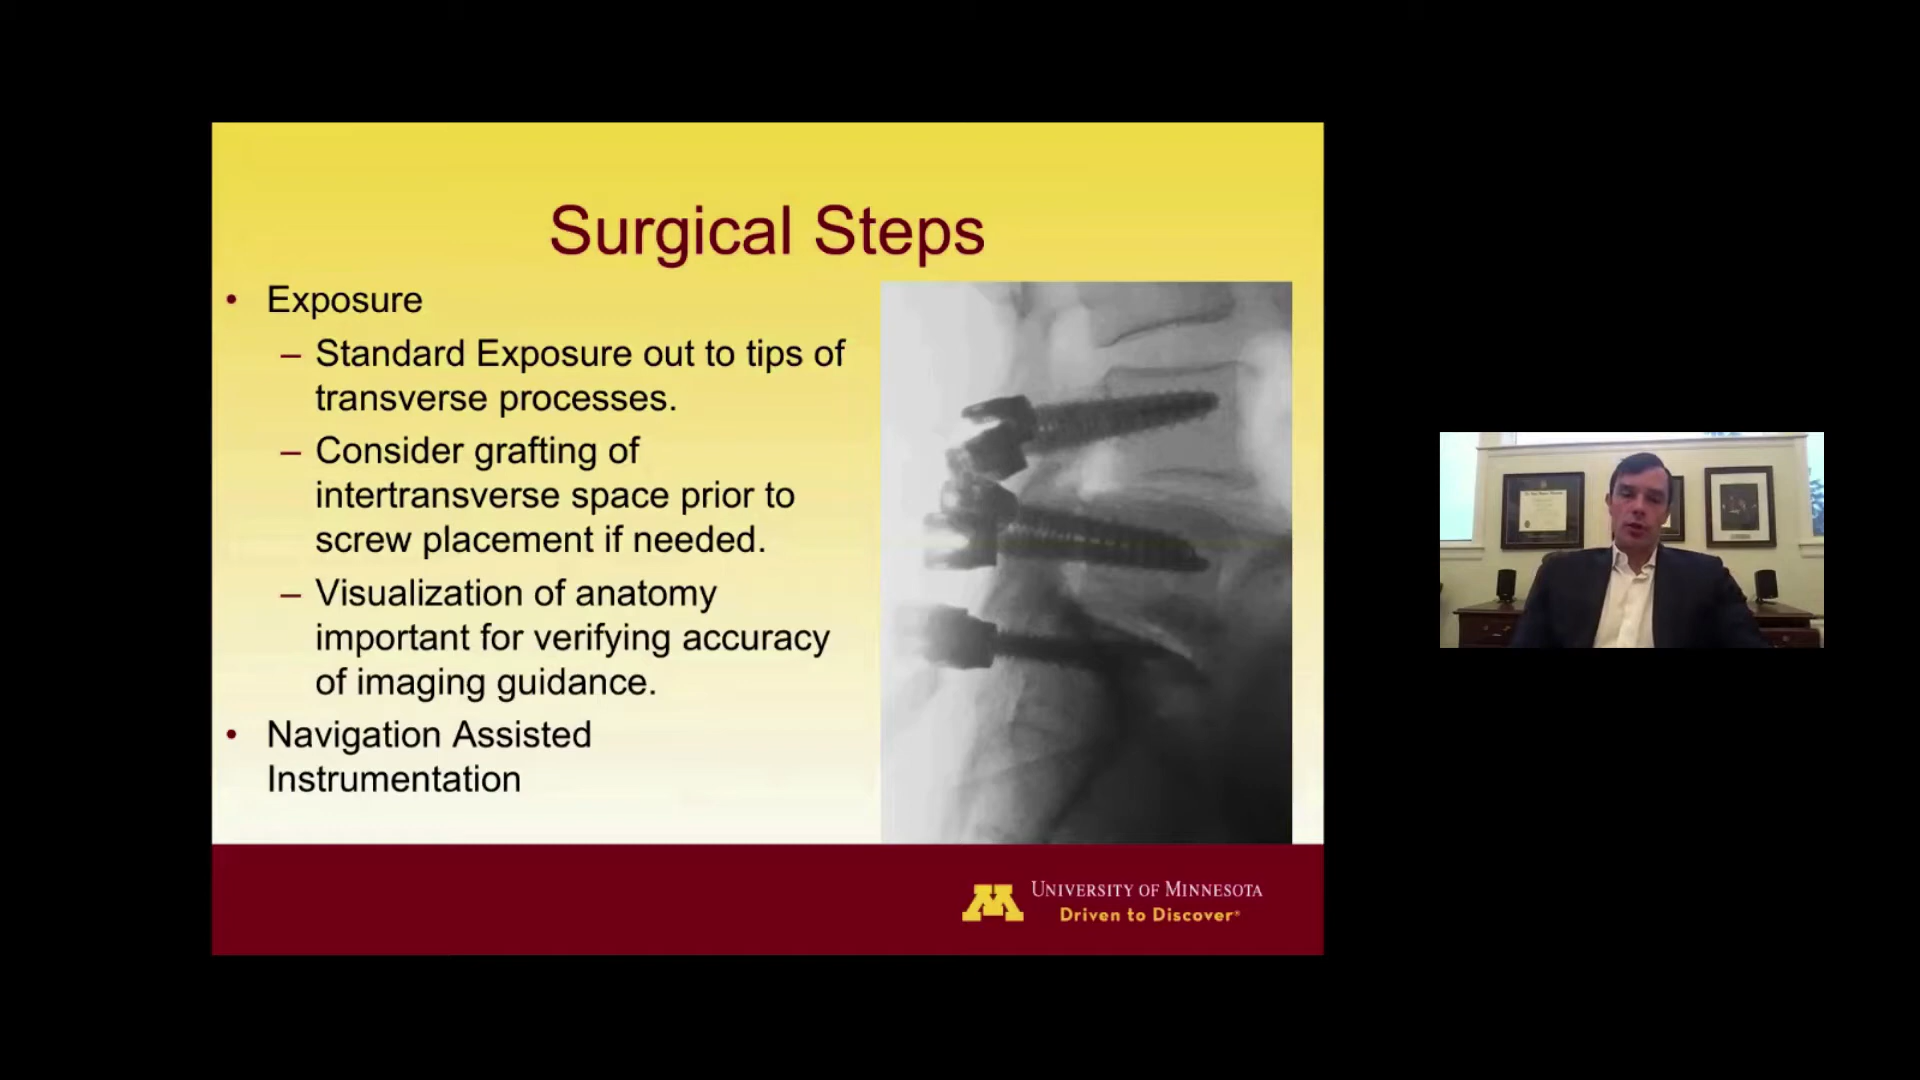 Surgical Steps
• Exposure
– Standard Exposure out to tips of
transverse processes.
– Consider grafting of
intertransverse space prior to
screw placement if needed.
– Visualization of anatomy
important for verifying accuracy
of imaging guidance.
• Navigation Assisted
Instrumentation
UNIVERSITY OF MINNESOTA
Driven to Discover®